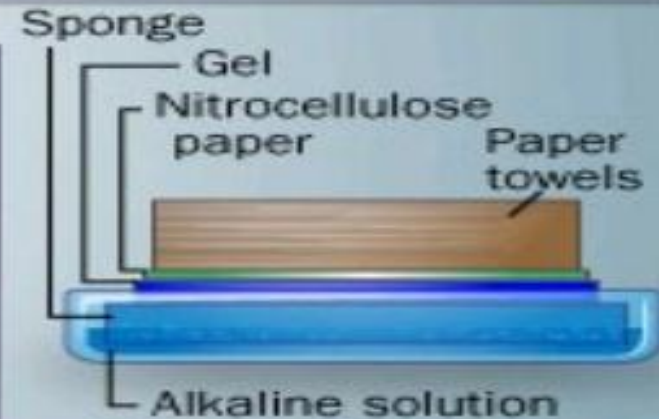 Sponge
Gel
Nitrocellulose
paper
Paper
towels
Alkaline solution